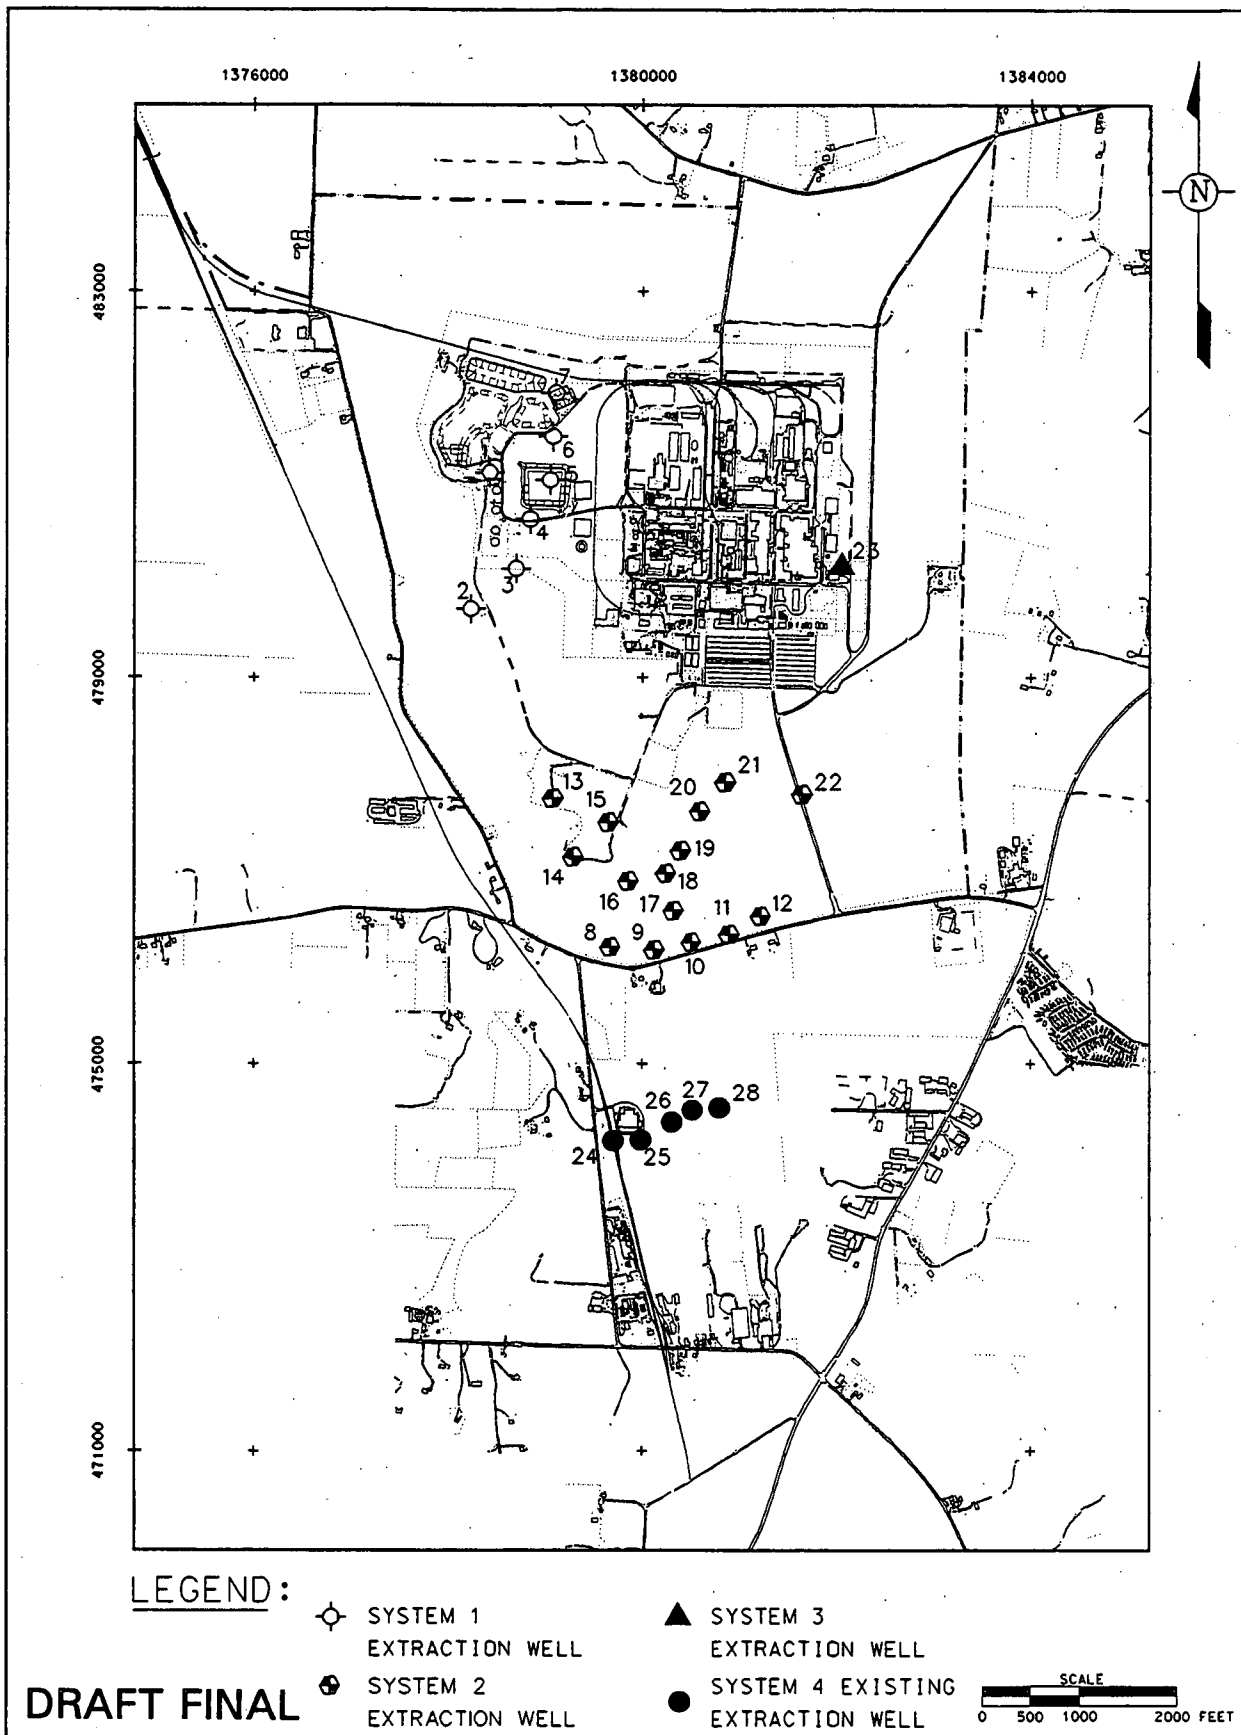 1376000 1380000 1384000
N
483000
7
6
4
3
2
23
479000
13
15
20
21
22
14
16
19
18
17
8
9
10
11
12
475000
26
27
28
24
25
471000
LEGEND:
SYSTEM 1
EXTRACTION WELL
SYSTEM 2
EXTRACTION WELL
SYSTEM 3
EXTRACTION WELL
SYSTEM 4 EXISTING
EXTRACTION WELL
SCALE
0 500 1000 2000 FEET
DRAFT FINAL